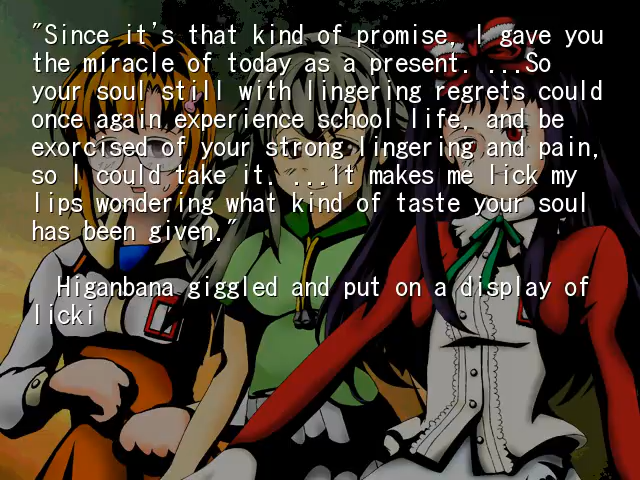 "Since it's that kind of promise, I gave you
the miracle of today as a present. ...So
your soul still with lingering regrets could
once again experience school life, and be
exorcised of your strong lingering and pain,
so I could take it. ...It makes me lick my
lips wondering what kind of taste your soul
has been given."
Higanbana giggled and put on a display of
licki